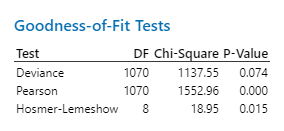 Goodness-of-Fit Tests
Test DF Chi-Square P-Value
Deviance 1070 1137.55 0.074
Pearson 1070 1552.96 0.000
Hosmer-Lemeshow 8 18.95 0.015